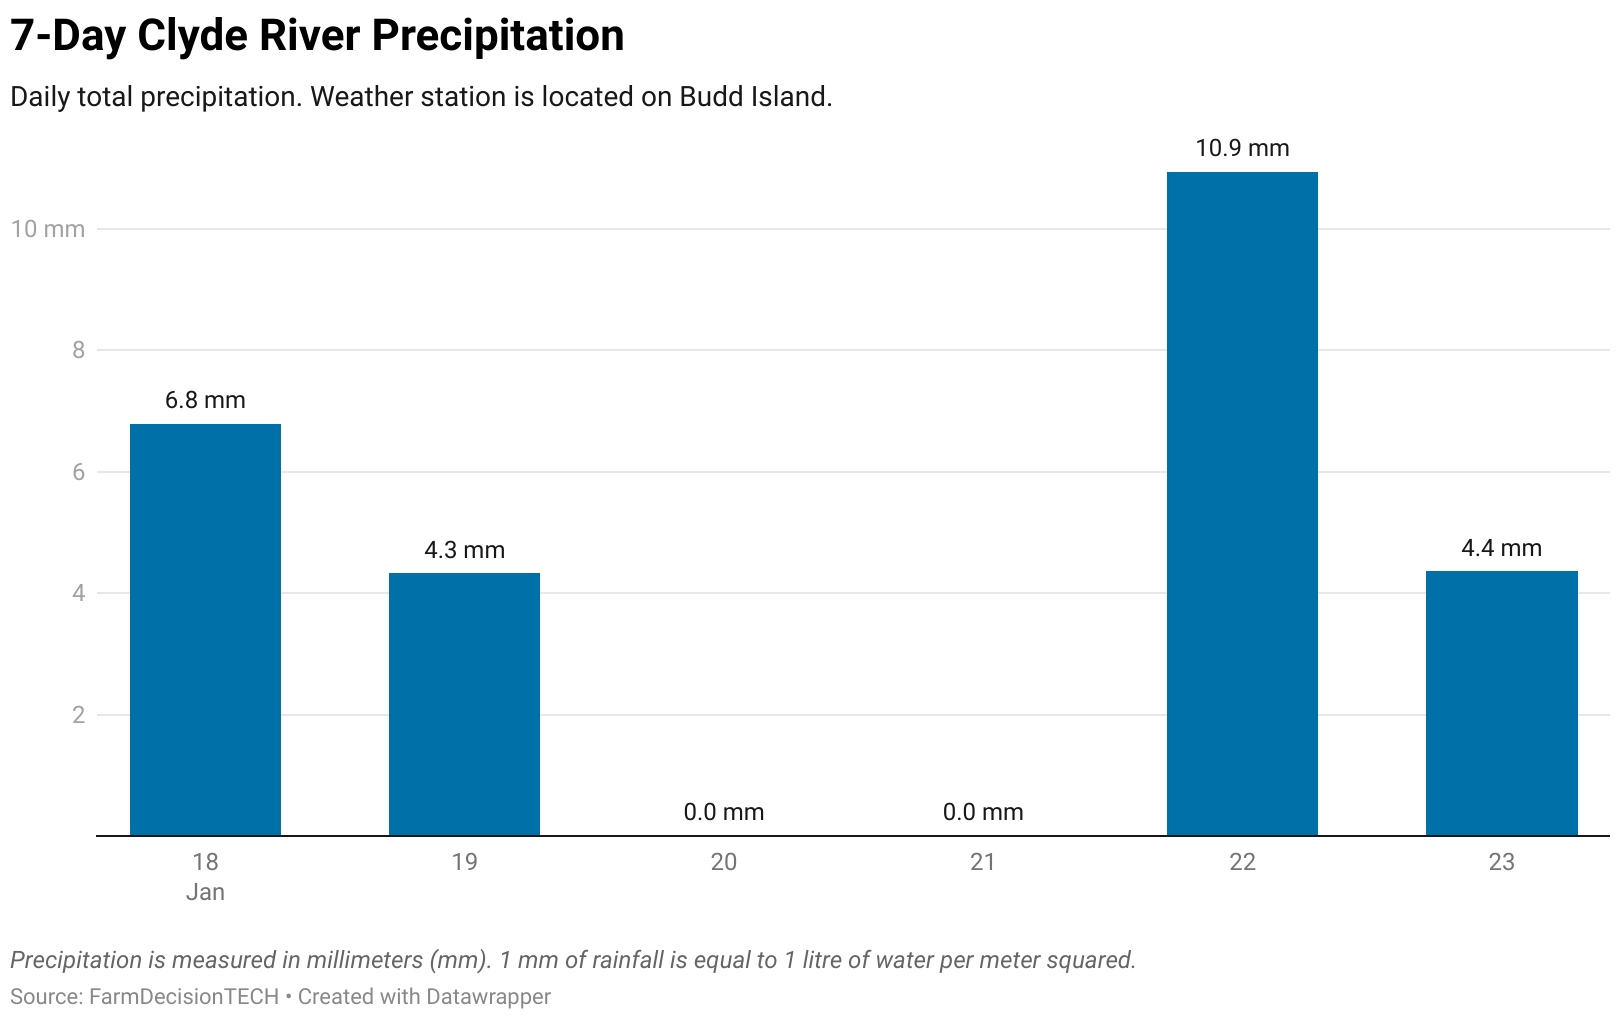 7-Day Clyde River Precipitation
Daily total precipitation. Weather station is located on Budd Island.
10.9 mm
10 mm
8
6.8 mm
6
4.3 mm
4.4 mm
4
2
0.0 mm
0.0 mm
18
19
20
21
22
23
Jan
Precipitation is measured in millimeters (mm). 1 mm of rainfall is equal to 1 litre of water per meter squared.
Source: FarmDecisionTECH • Created with Datawrapper